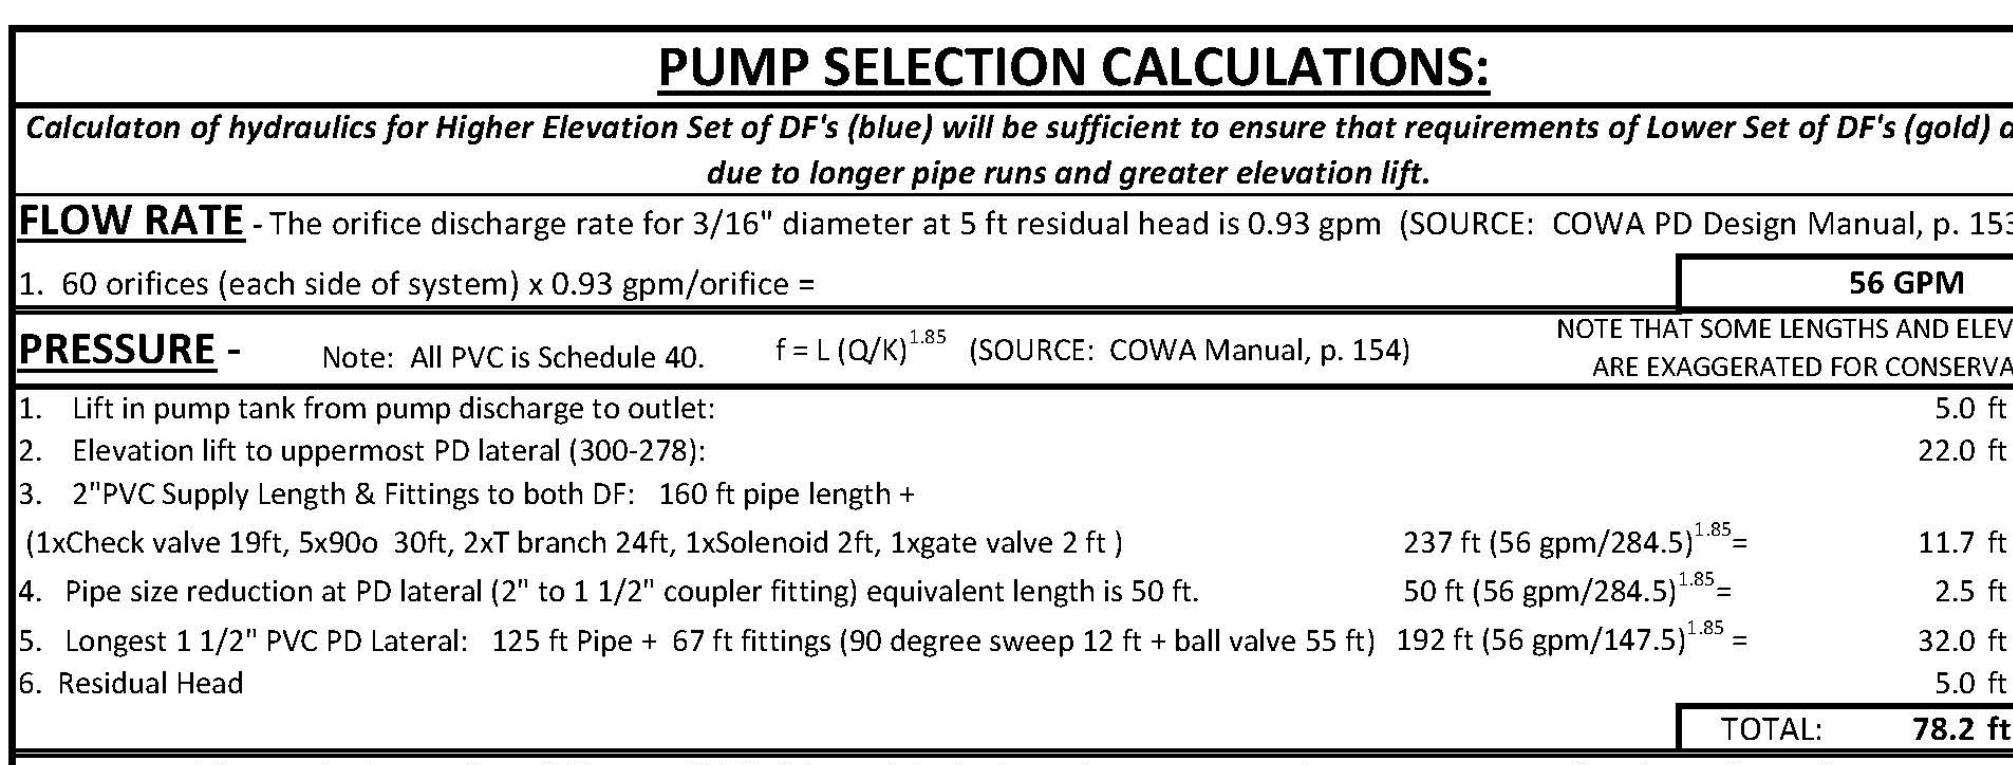 PUMP SELECTION CALCULATIONS:
Calculaton of hydraulics for Higher Elevation Set of DF's (blue) will be sufficient to ensure that requirements of Lower Set of DF's (gold)
due to longer pipe runs and greater elevation lift.
FLOW RATE - The orifice discharge rate for 3/16" diameter at 5 ft residual head is 0.93 gpm (SOURCE: COWA PD Design Manual, p. 153
1. 60 orifices (each side of system) x 0.93 gpm/orifice = 56 GPM
NOTE THAT SOME LENGTHS AND ELEV
PRESSURE - Note: All PVC is Schedule 40. f = L (Q/K)^1.85 (SOURCE: COWA Manual, p. 154)
ARE EXAGGERATED FOR CONSERVA
1. Lift in pump tank from pump discharge to outlet: 5.0 ft
2. Elevation lift to uppermost PD lateral (300-278): 22.0 ft
3. 2"PVC Supply Length & Fittings to both DF: 160 ft pipe length +
(1xCheck valve 19ft, 5x90o 30ft, 2xT branch 24ft, 1xSolenoid 2ft, 1xgate valve 2 ft ) 237 ft (56 gpm/284.5)^1.85= 11.7 ft
4. Pipe size reduction at PD lateral (2" to 1 1/2" coupler fitting) equivalent length is 50 ft. 50 ft (56 gpm/284.5)^1.85= 2.5 ft
5. Longest 1 1/2" PVC PD Lateral: 125 ft Pipe + 67 ft fittings (90 degree sweep 12 ft + ball valve 55 ft) 192 ft (56 gpm/147.5)^1.85 = 32.0 ft
6. Residual Head 5.0 ft
TOTAL: 78.2 ft